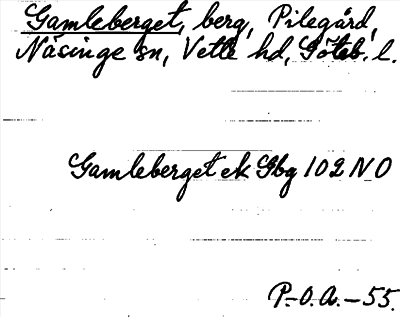 Gamleberget, berg, Pilegård,
Näsinge sn, Vette hd, Göteb. l.
Gamleberget ek Gbg 102 NO
P.-O.A.-55.